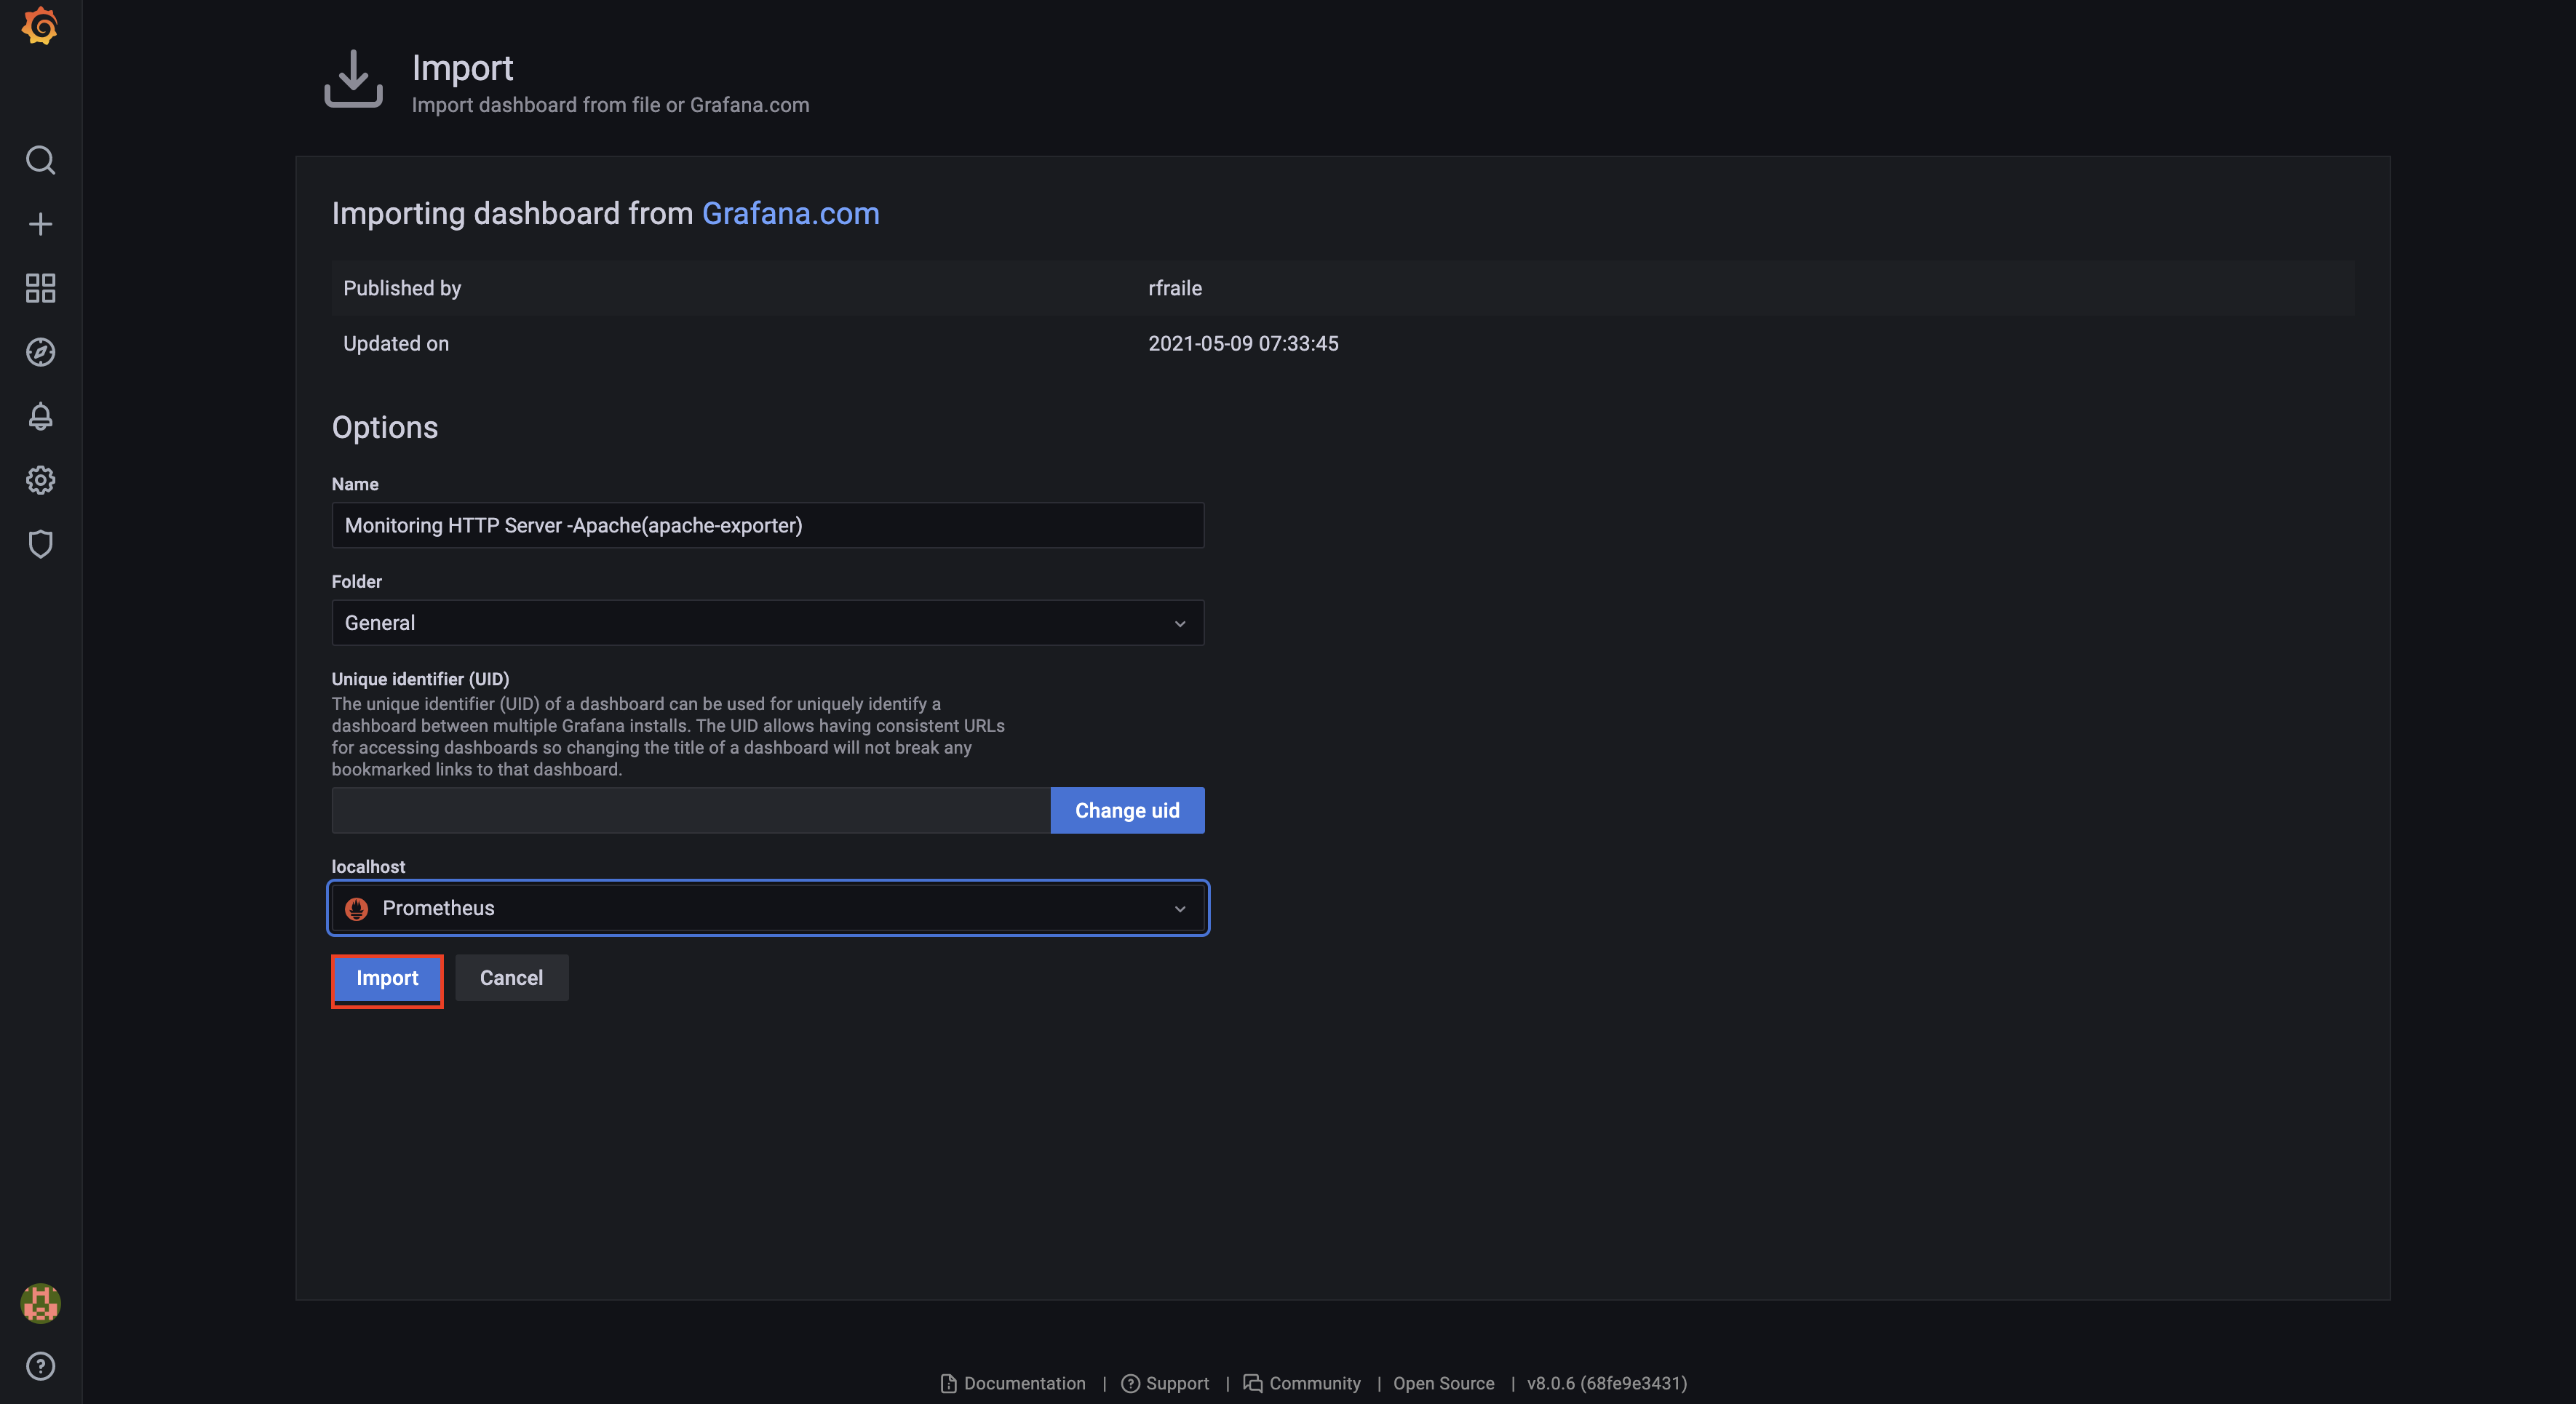 Import
Import dashboard from file or Grafana.com
Importing dashboard from Grafana.com
Published by rfraile
Updated on 2021-05-09 07:33:45
Options
Name
Monitoring HTTP Server -Apache(apache-exporter)
Folder
General
Unique identifier (UID)
The unique identifier (UID) of a dashboard can be used for uniquely identify a
dashboard between multiple Grafana installs. The UID allows having consistent URLs
for accessing dashboards so changing the title of a dashboard will not break any
bookmarked links to that dashboard.
Change uid
localhost
Prometheus
Import Cancel
Documentation | Support | Community | Open Source | v8.0.6 (68fe9e3431)